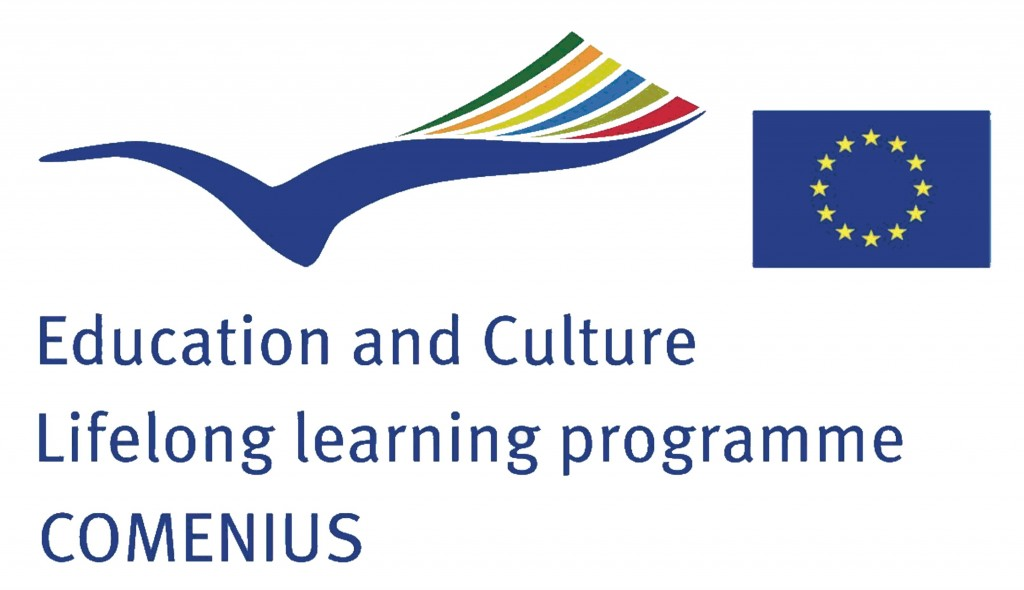 Education and Culture
Lifelong learning programme
COMENIUS